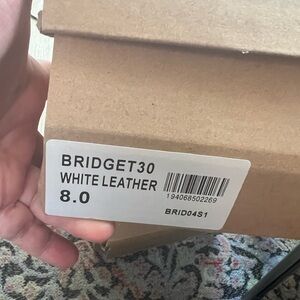 BRIDGET30
WHITE LEATHER
8.0
194068502269
BRID04S1